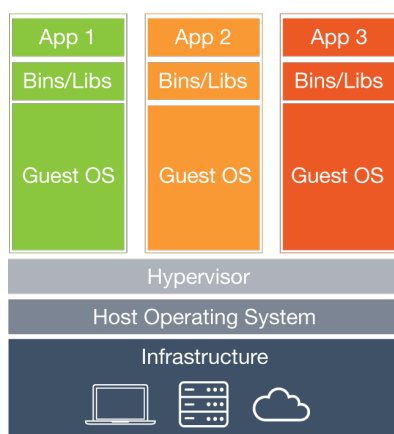 App 1
App 2
App 3
Bins/Libs
Bins/Libs
Bins/Libs
Guest OS
Guest OS
Guest OS
Hypervisor
Host Operating System
Infrastructure